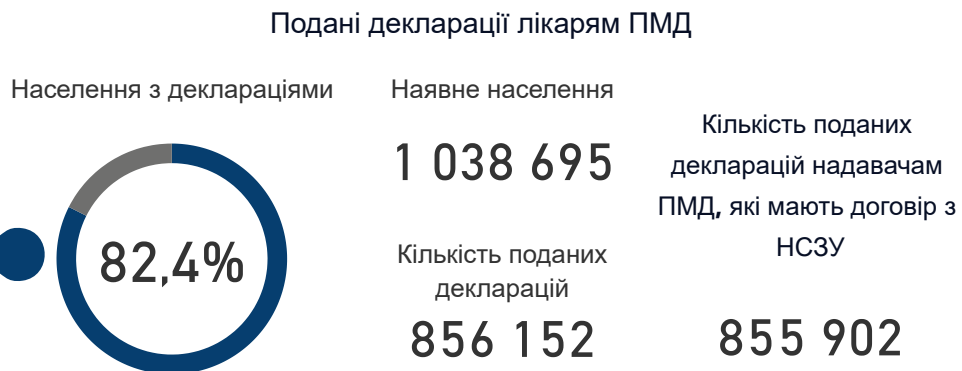 Подані декларації лікарям ПМД
Населення з деклараціями
82,4%
Наявне населення
1 038 695
Кількість поданих
декларацій
856 152
Кількість поданих
декларацій надавачам
ПМД, які мають договір з
НСЗУ
855 902